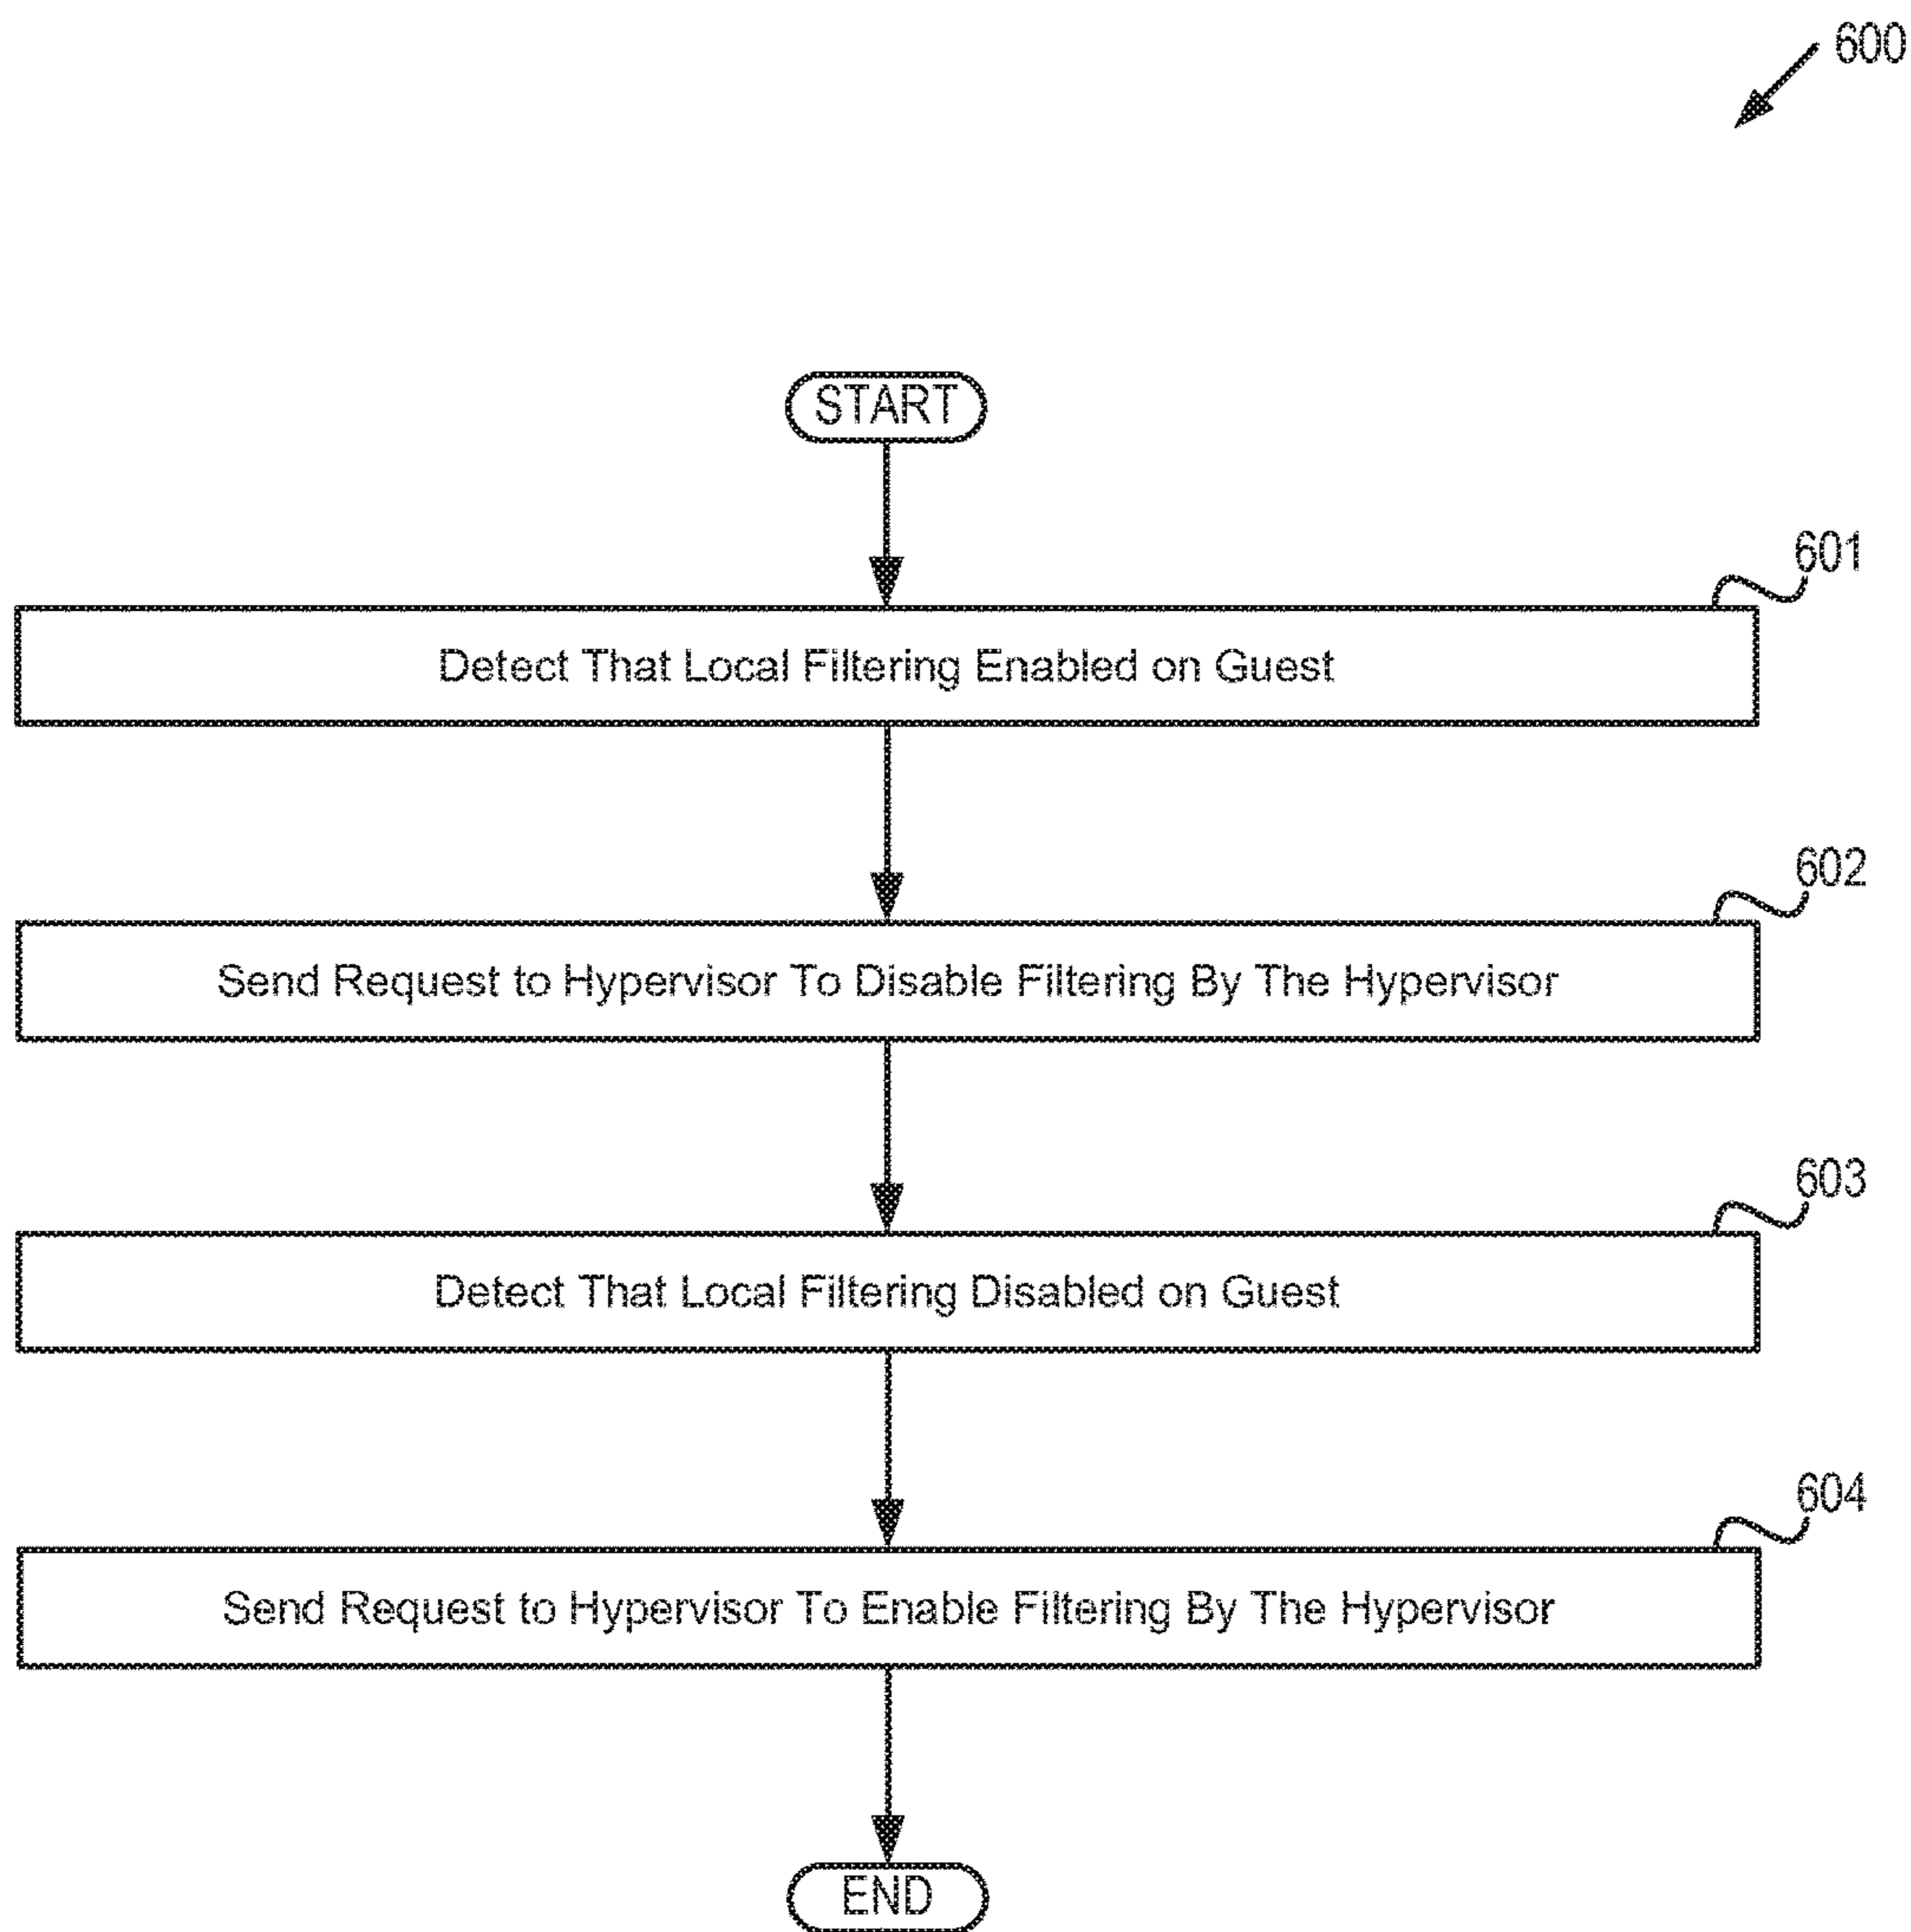 600
START
601
Detect That Local Filtering Enabled on Guest
602
Send Request to Hypervisor To Disable Filtering By The Hypervisor
603
Detect That Local Filtering Disabled on Guest
604
Send Request to Hypervisor To Enable Filtering By The Hypervisor
END